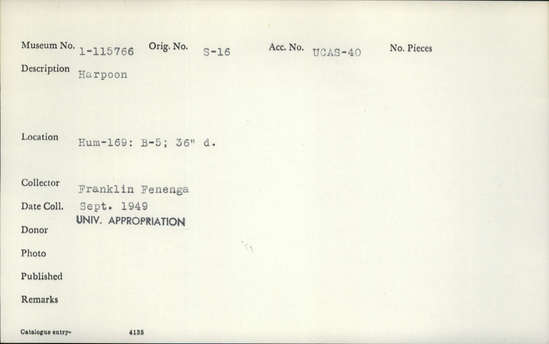 Museum No. 1-115766 Orig. No. S-16 Acc. No. UCAS-40 No. Pieces
Description Harpoon
Location Hum-169: B-5; 36" d.
Collector Franklin Fenenga
Date Coll. Sept. 1949
UNIV. APPROPRIATION
Donor
Photo
Published
Remarks
Catalogue entry- 4135